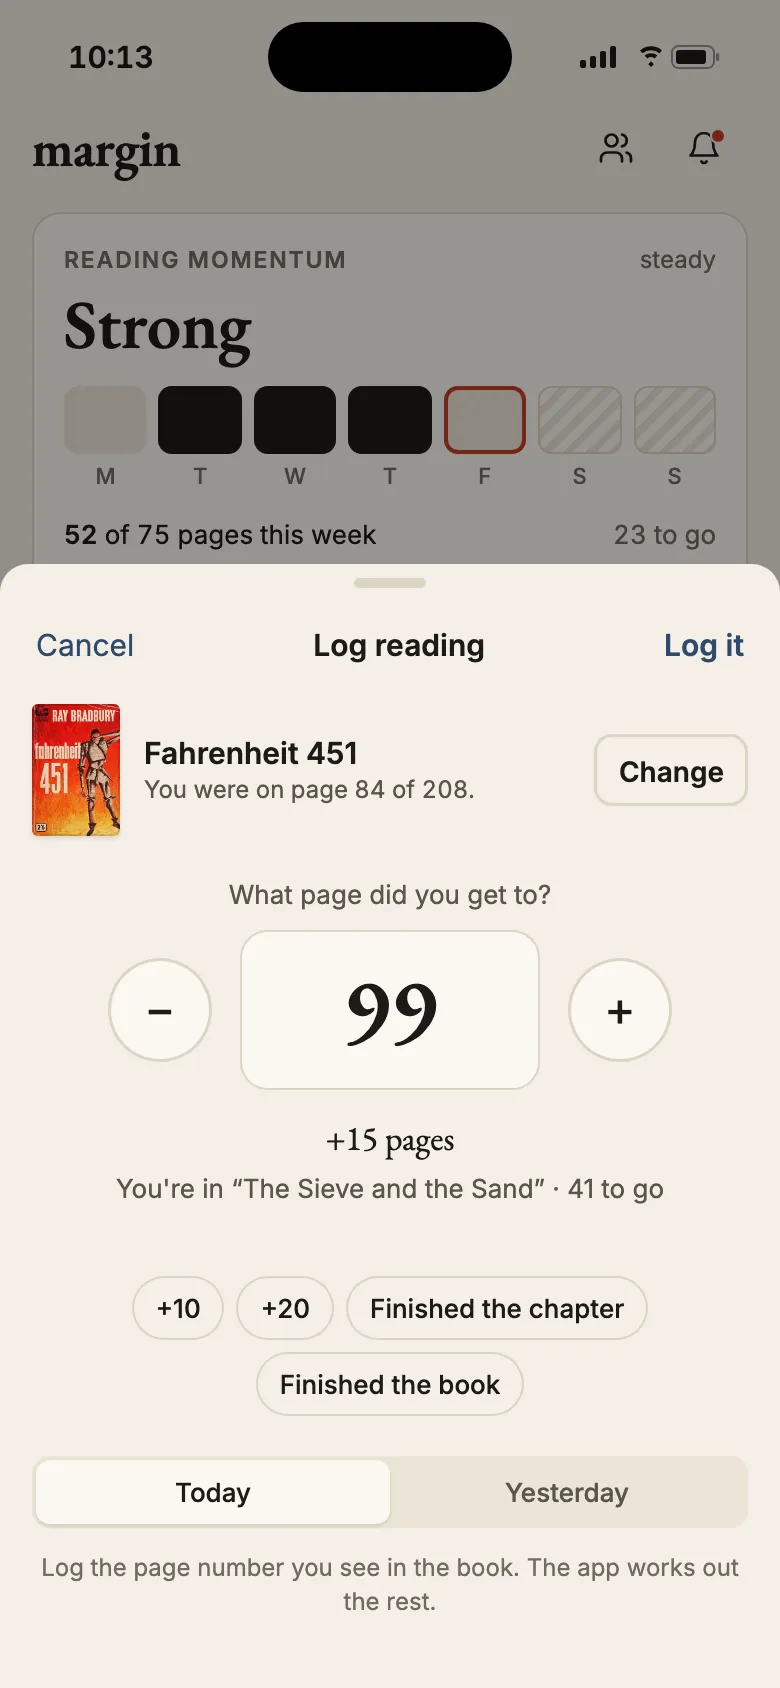 10:13
margin
READING MOMENTUM
steady
Strong
M T W T F S S
52 of 75 pages this week
23 to go
Cancel
Log reading
Log it
RAY BRADBURY
fahrenheit
451
Fahrenheit 451
You were on page 84 of 208.
Change
What page did you get to?
−
99
+
+15 pages
You're in “The Sieve and the Sand” · 41 to go
+10
+20
Finished the chapter
Finished the book
Today
Yesterday
Log the page number you see in the book. The app works out
the rest.